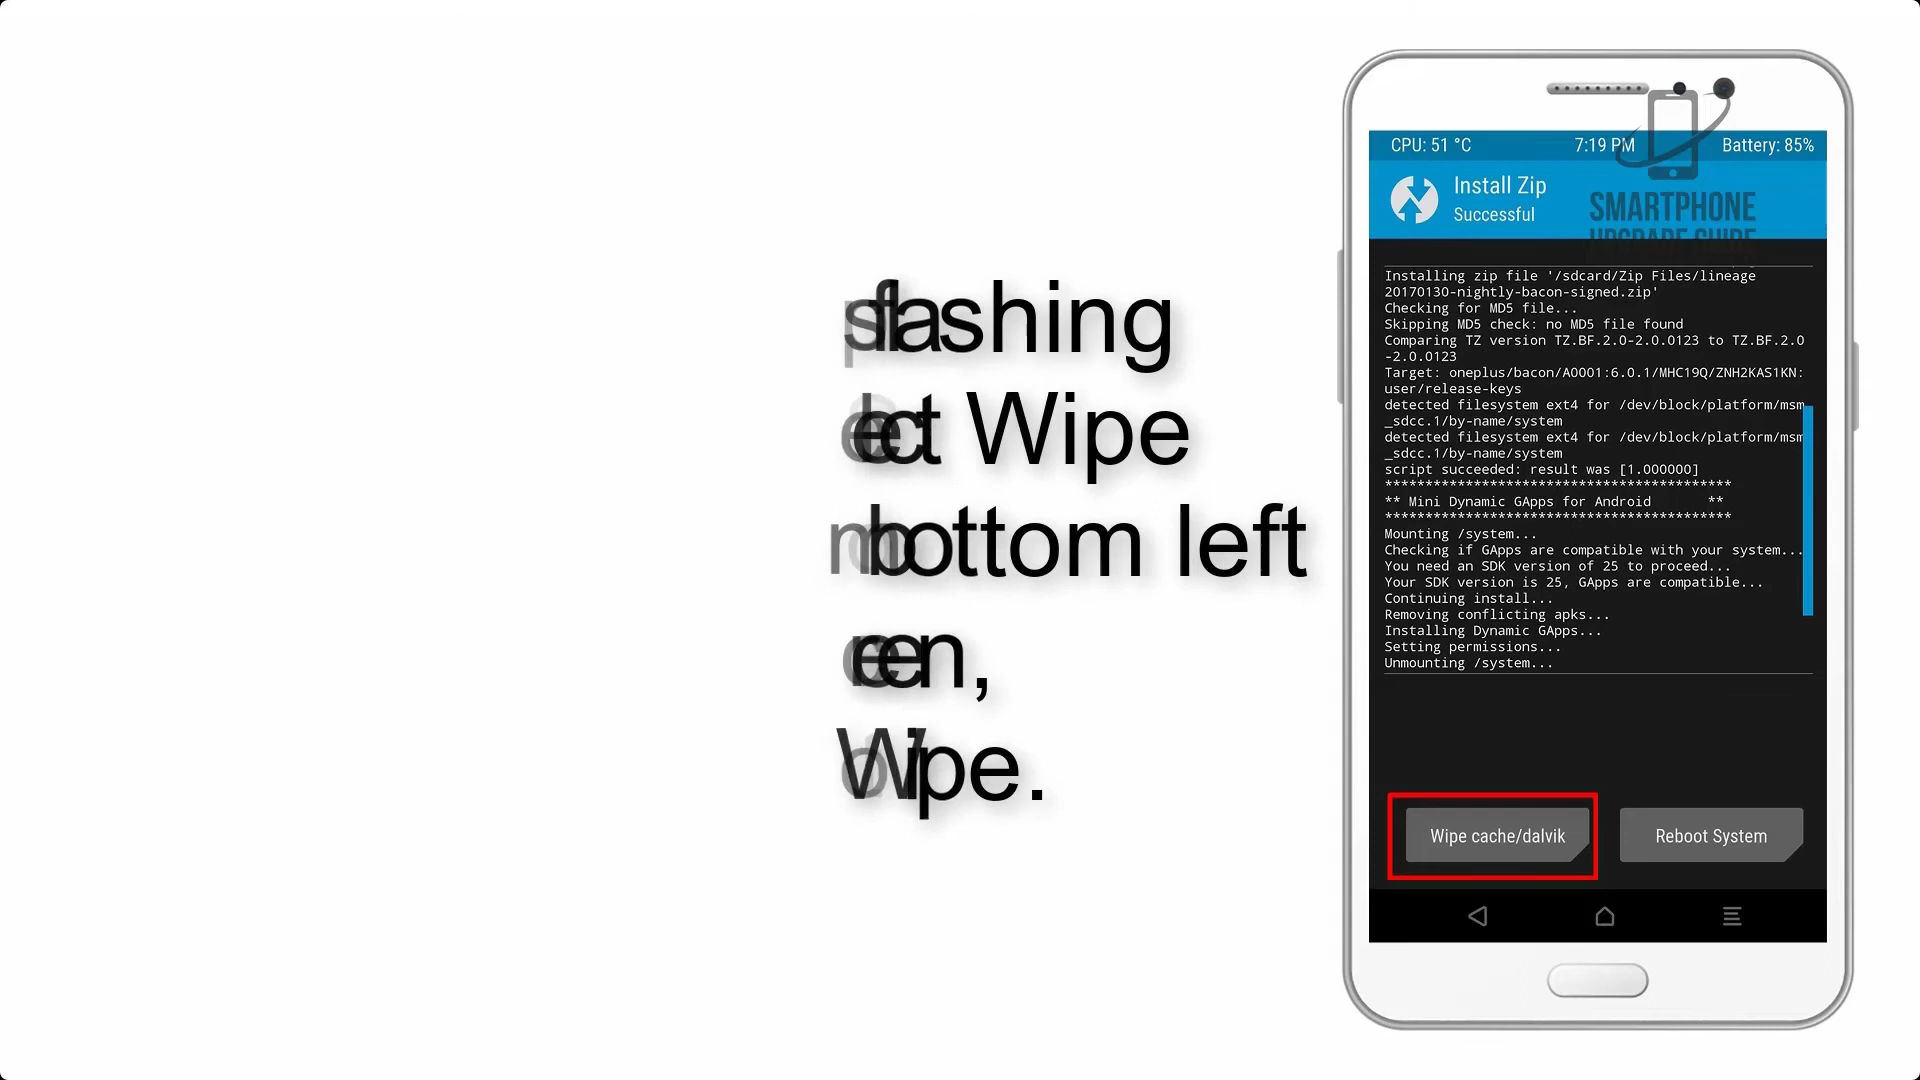 flashing
Wipe
bottom left
Wipe.
CPU: 51 °C 7:19 PM Battery: 85%
Install Zip
Successful
SMARTPHONE
UPGRADE GUIDE
Installing zip file '/sdcard/Zip Files/lineage
20170130-nightly-bacon-signed.zip'
Checking for MD5 file...
Skipping MD5 check: no MD5 file found
Comparing TZ version TZ.BF.2.0-2.0.0123 to TZ.BF.2.0
-2.0.0123
Target: oneplus/bacon/A0001:6.0.1/MHC19Q/ZNH2KAS1KN:
user/release-keys
detected filesystem ext4 for /dev/block/platform/msm
_sdcc.1/by-name/system
detected filesystem ext4 for /dev/block/platform/msm
_sdcc.1/by-name/system
script succeeded: result was [1.000000]
*******************************************
** Mini Dynamic GApps for Android **
*******************************************
Mounting /system...
Checking if GApps are compatible with your system...
You need an SDK version of 25 to proceed...
Your SDK version is 25, GApps are compatible...
Continuing install...
Removing conflicting apks...
Installing Dynamic GApps...
Setting permissions...
Unmounting /system...
Wipe cache/dalvik
Reboot System